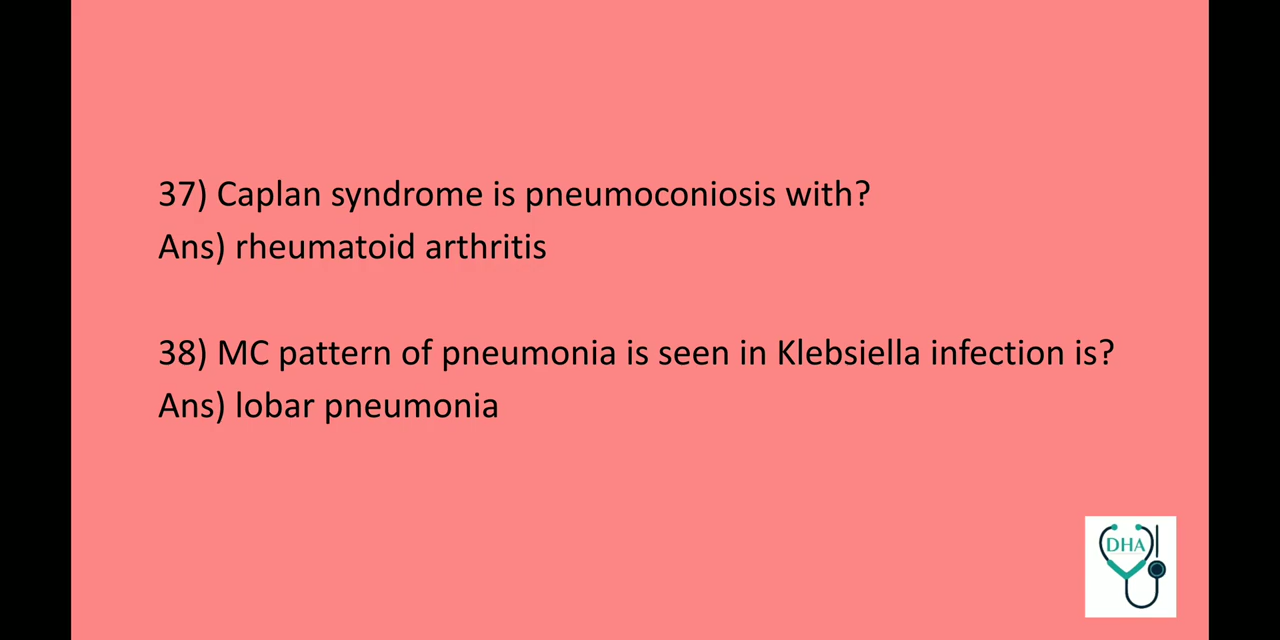 37) Caplan syndrome is pneumoconiosis with?
Ans) rheumatoid arthritis
38) MC pattern of pneumonia is seen in Klebsiella infection is?
Ans) lobar pneumonia
DHA